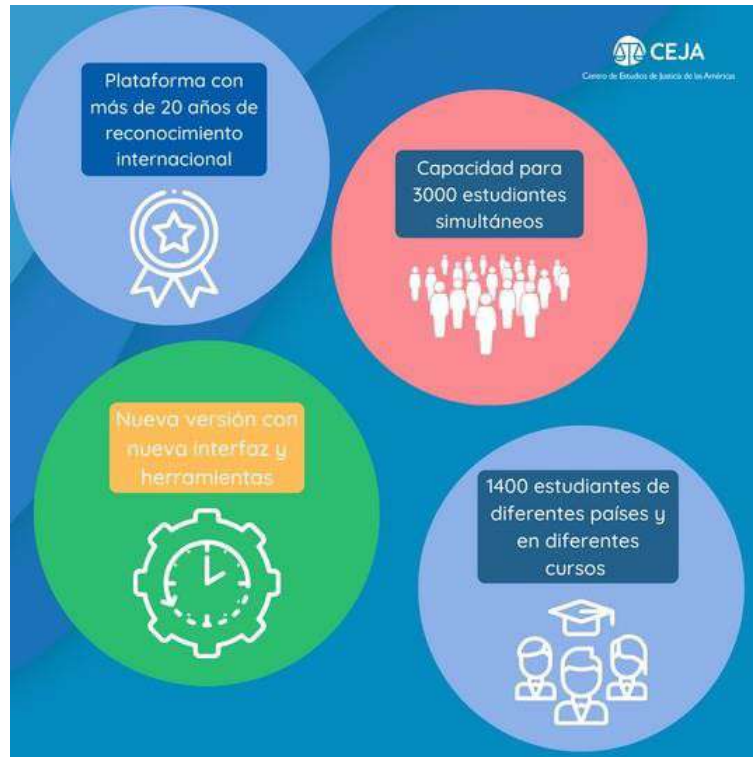 Plataforma con
más de 20 años de
reconocimiento
internacional
CEJA
Centro de Estudios de Justicia de las Américas
Capacidad para
3000 estudiantes
simultáneos
Nueva versión con
nueva interfaz y
herramientas
1400 estudiantes de
diferentes países y
en diferentes
cursos